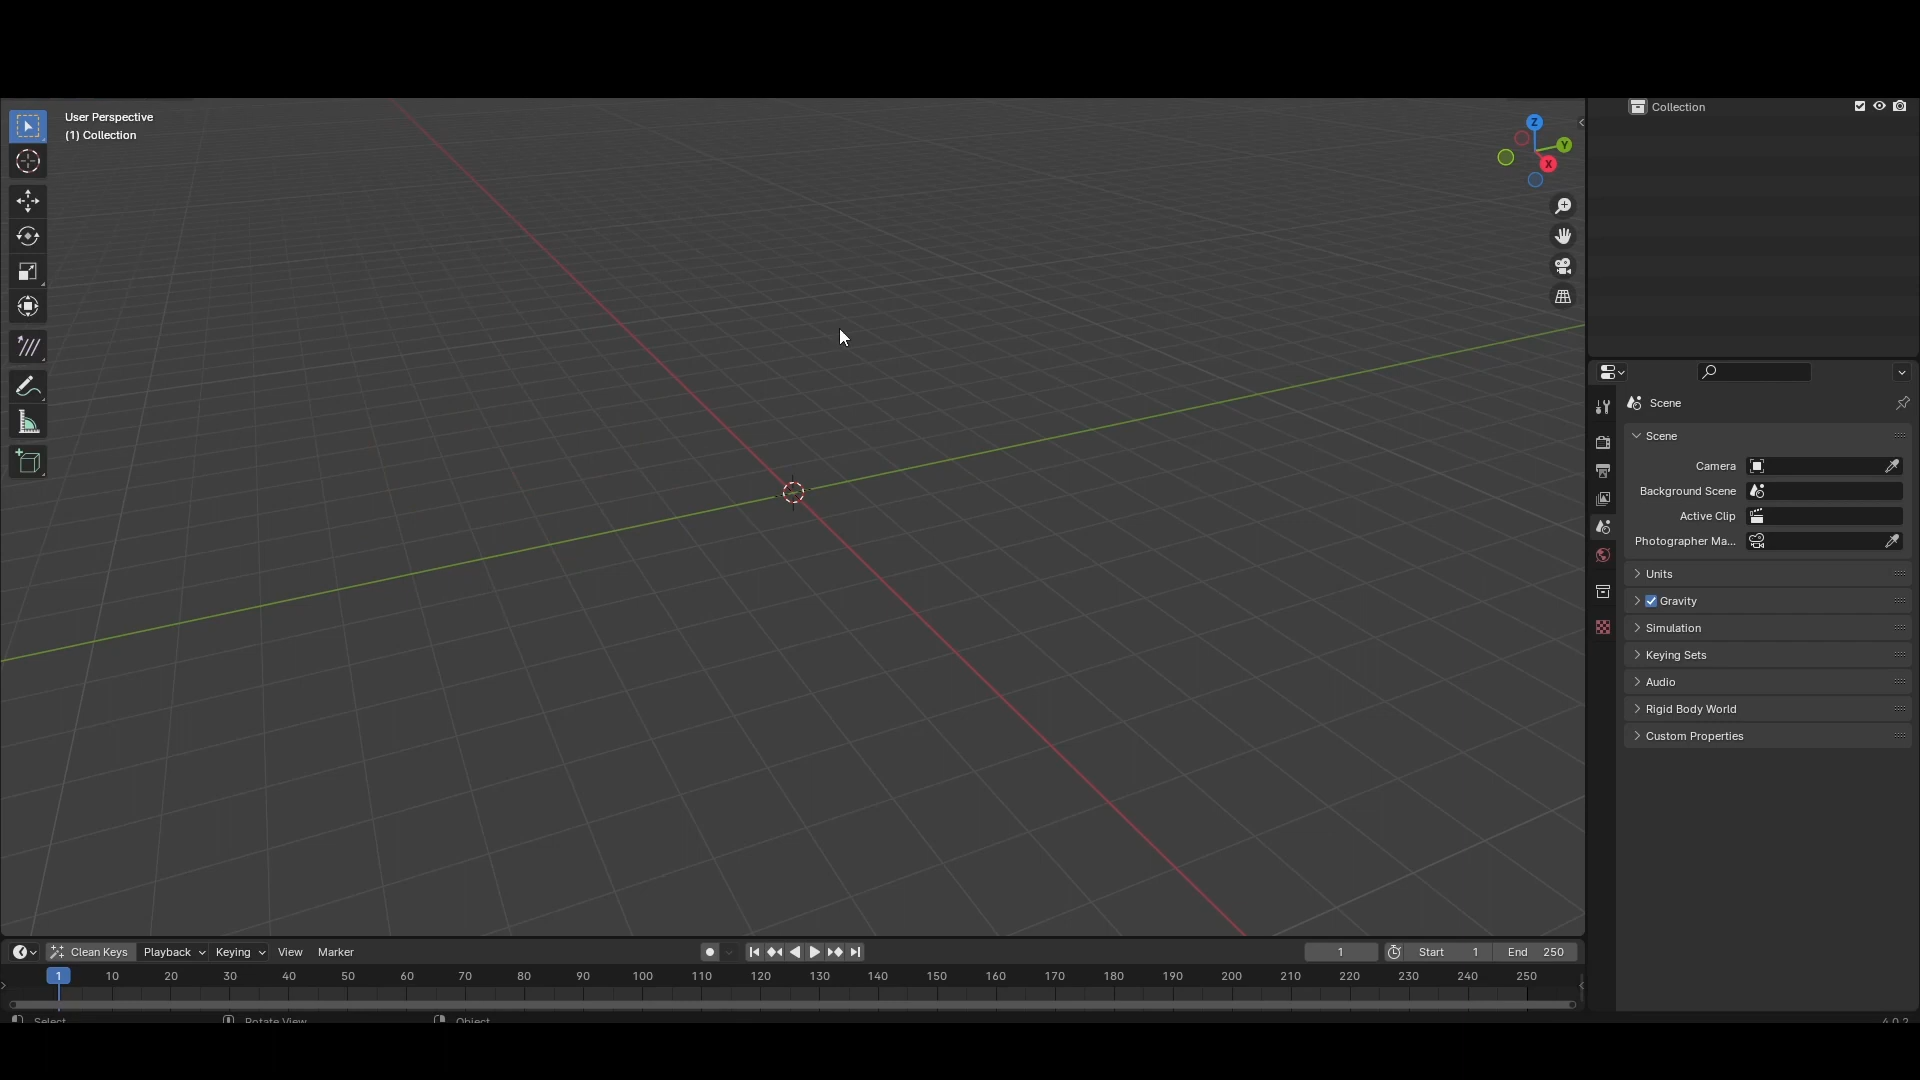 User Perspective
(1) Collection
Z
Y
X
Collection
Scene
Scene
Camera
Background Scene
Active Clip
Photographer Ma...
Units
Gravity
Simulation
Keying Sets
Audio
Rigid Body World
Custom Properties
Clean Keys Playback Keying View Marker 1 Start 1 End 250
1 10 20 30 40 50 60 70 80 90 100 110 120 130 140 150 160 170 180 190 200 210 220 230 240 250
Select Rotate View Object 4.0.2